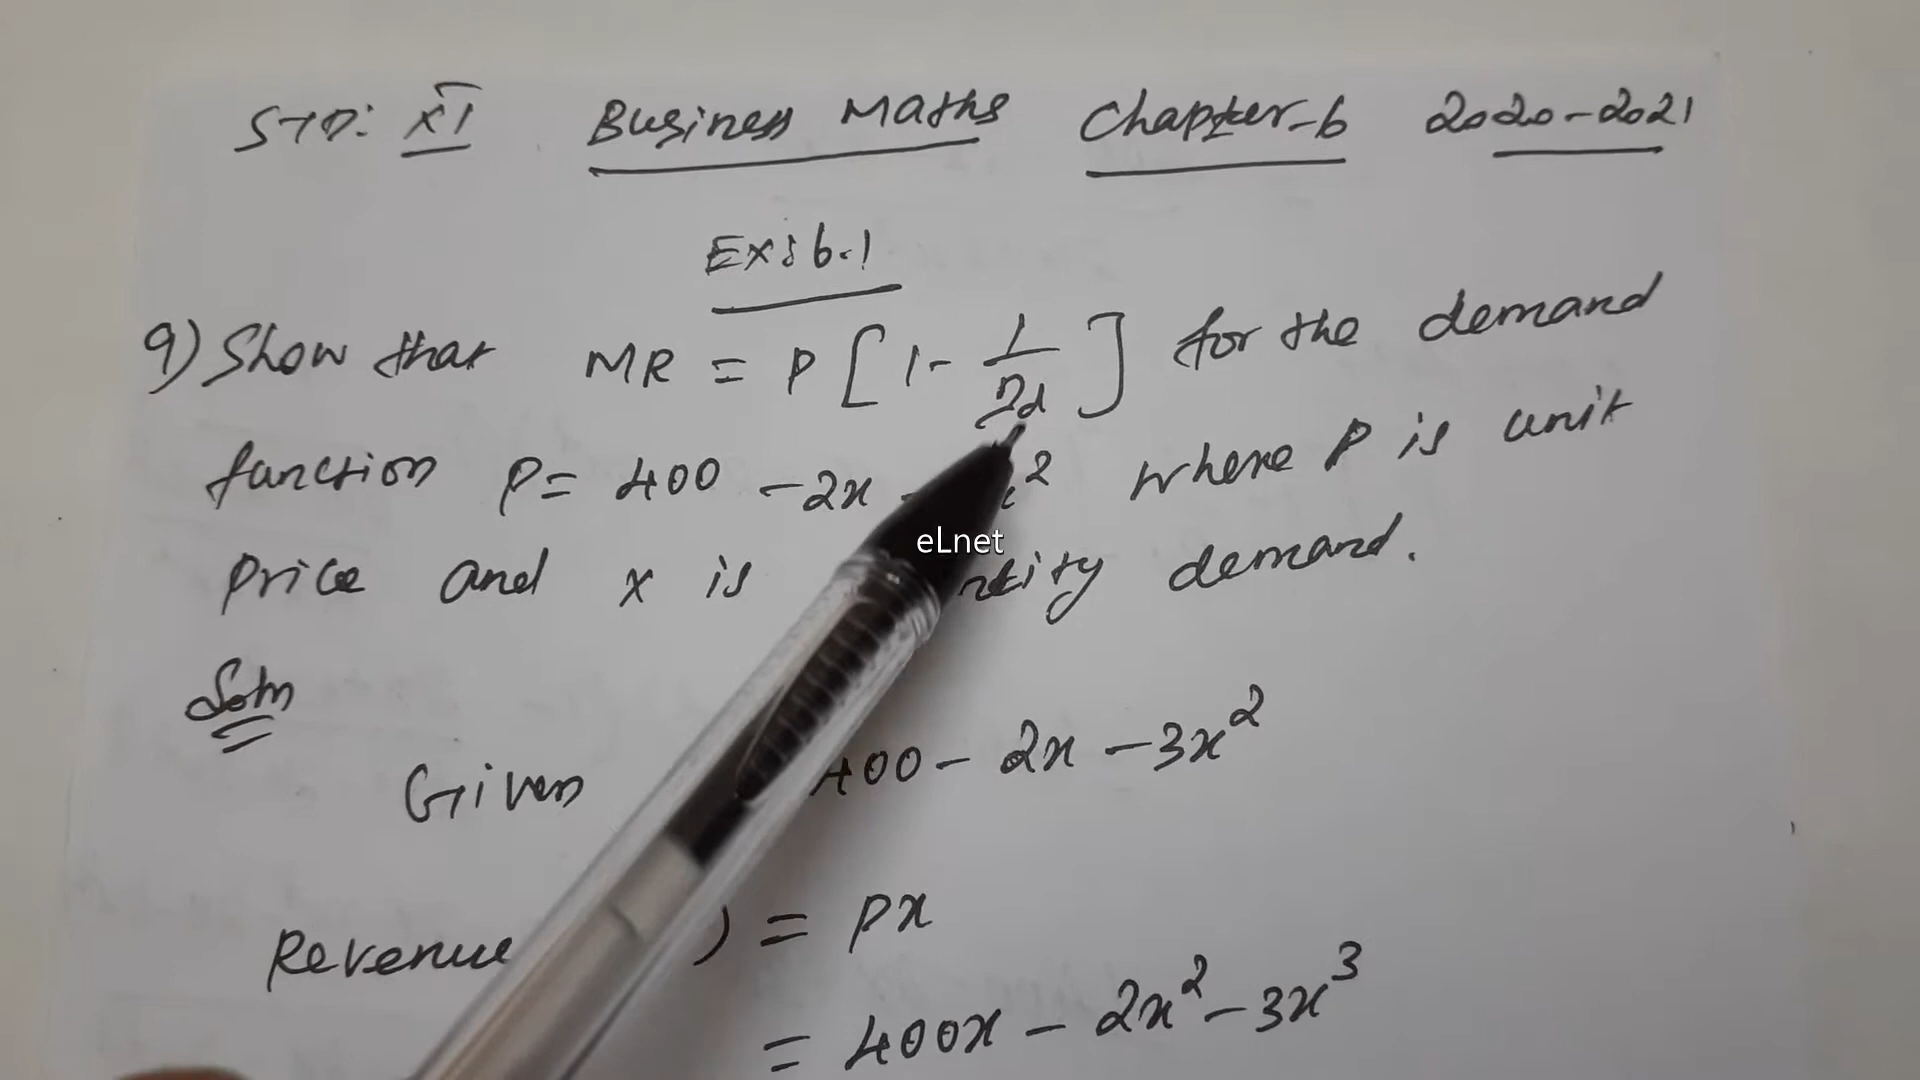 STD: XI Business Maths Chapter-6 2020-2021
Ex:6.1
9) Show that MR = P [1 - 1/ηd] for the demand
function P = 400 - 2x - x² where P is unit
Price and x is demand.
Soln
Given 400 - 2x - 3x²
Revenue ) = Px
= 400x - 2x² - 3x³
eLnet